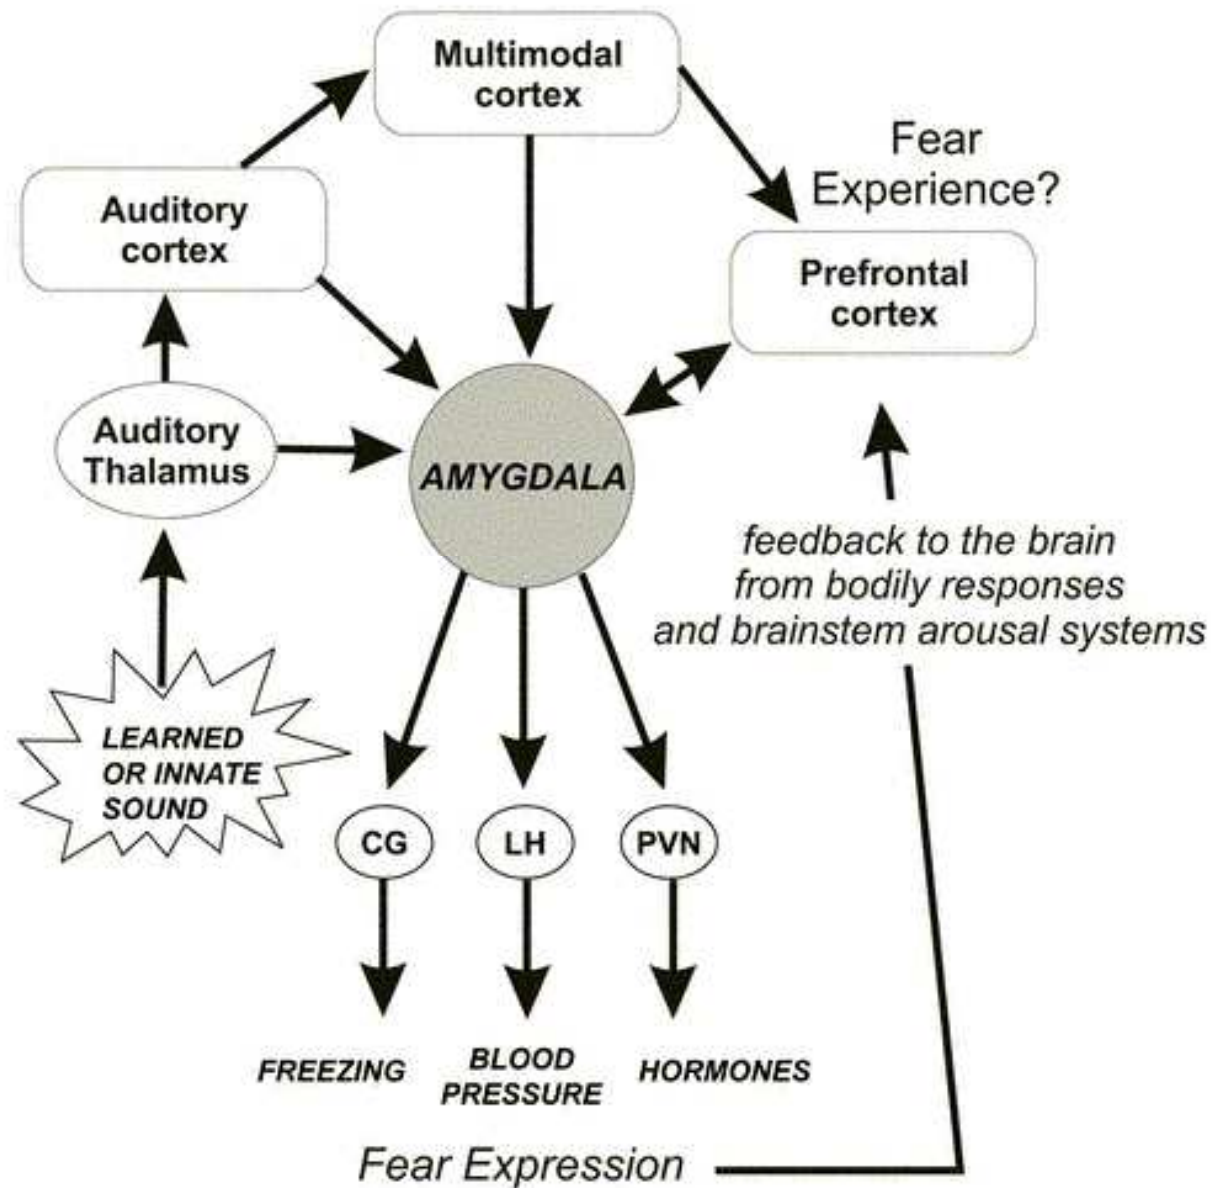 Multimodal
cortex
Fear
Experience?
Auditory
cortex
Prefrontal
cortex
Auditory
Thalamus
AMYGDALA
feedback to the brain
from bodily responses
and brainstem arousal systems
LEARNED
OR INNATE
SOUND
CG
LH
PVN
FREEZING
BLOOD
PRESSURE
HORMONES
Fear Expression